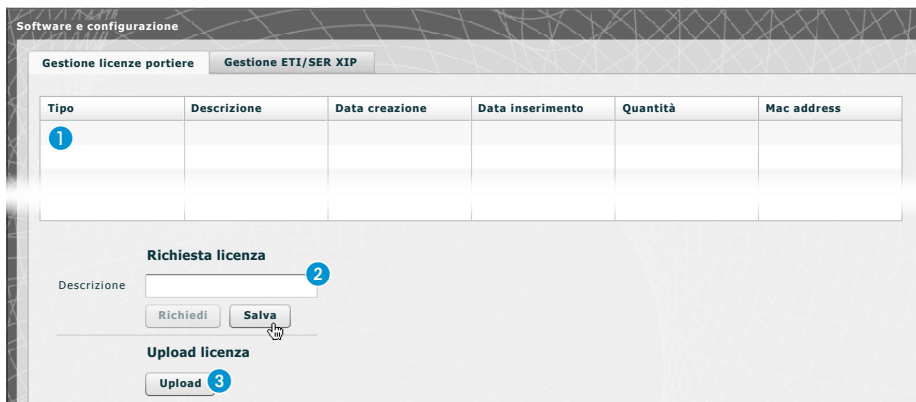 Software e configurazione
Gestione licenze portiere Gestione ETI/SER XIP
Tipo Descrizione Data creazione Data inserimento Quantità Mac address
1
Richiesta licenza
2
Descrizione
Richiedi Salva
Upload licenza
Upload 3